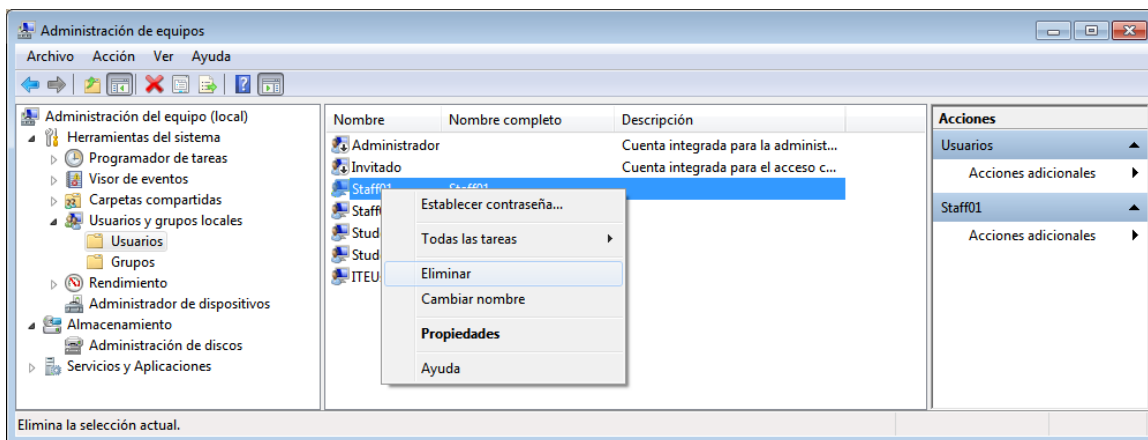 Administración de equipos
Archivo Acción Ver Ayuda
Administración del equipo (local)
Herramientas del sistema
Programador de tareas
Visor de eventos
Carpetas compartidas
Usuarios y grupos locales
Usuarios
Grupos
Rendimiento
Administrador de dispositivos
Almacenamiento
Administración de discos
Servicios y Aplicaciones
Nombre Nombre completo Descripción
Administrador Cuenta integrada para la administ...
Invitado Cuenta integrada para el acceso c...
Staff01 Staff01
Staff
Stud
Stud
ITEU
Establecer contraseña...
Todas las tareas
Eliminar
Cambiar nombre
Propiedades
Ayuda
Acciones
Usuarios
Acciones adicionales
Staff01
Acciones adicionales
Elimina la selección actual.